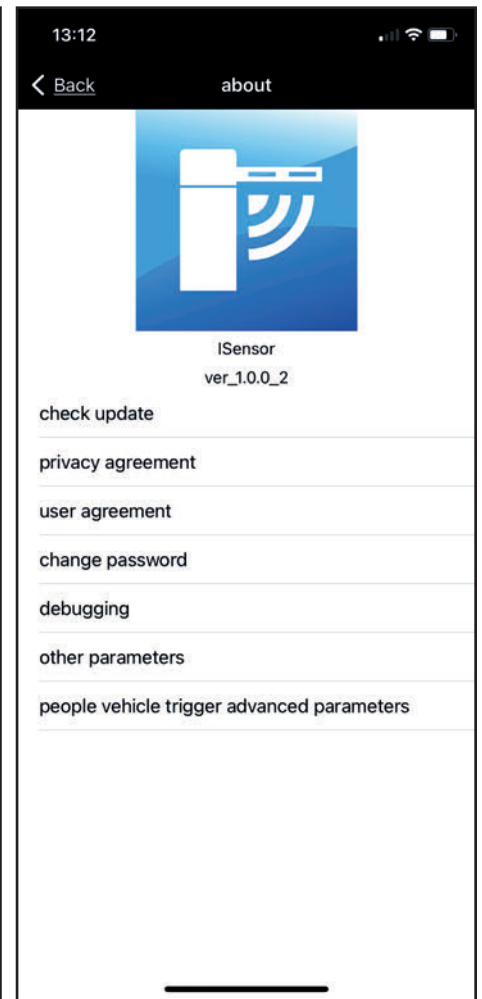 13:12
Back
about
ISensor
ver_1.0.0_2
check update
privacy agreement
user agreement
change password
debugging
other parameters
people vehicle trigger advanced parameters